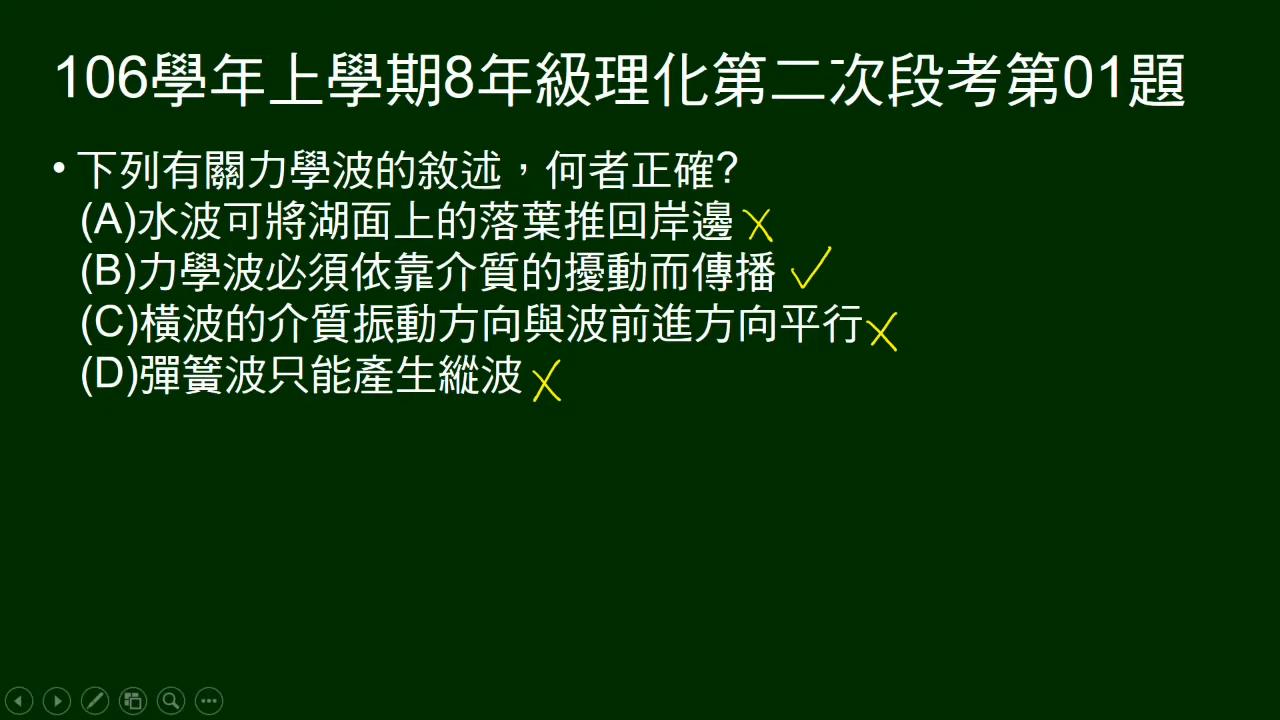 106學年上學期8年級理化第二次段考第01題
• 下列有關力學波的敘述，何者正確?
(A)水波可將湖面上的落葉推回岸邊
(B)力學波必須依靠介質的擾動而傳播 ✓
(C)橫波的介質振動方向與波前進方向平行
(D)彈簧波只能產生縱波